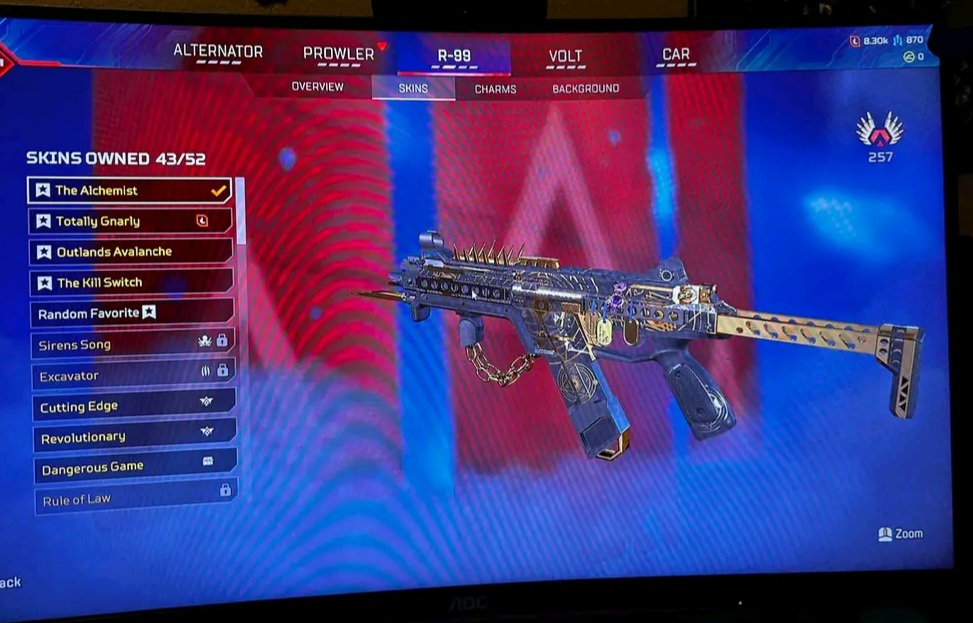 ALTERNATOR PROWLER R-99 VOLT CAR
8.30k 870
0
OVERVIEW SKINS CHARMS BACKGROUND
257
SKINS OWNED 43/52
The Alchemist
Totally Gnarly
Outlands Avalanche
The Kill Switch
Random Favorite
Sirens Song
Excavator
Cutting Edge
Revolutionary
Dangerous Game
Rule of Law
Zoom
ack
AOC